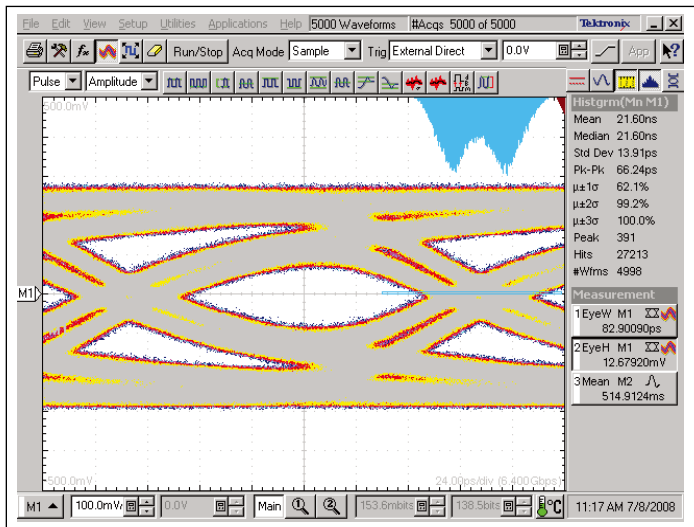 File Edit View Setup Utilities Applications Help 5000 Waveforms #Acqs 5000 of 5000 Tektronix
Run/Stop Acq Mode Sample Trig External Direct 0.0V App
Pulse Amplitude
500.0mV
Histgrm(Mn M1)
Mean 21.60ns
Median 21.60ns
Std Dev 13.91ps
Pk-Pk 66.24ps
µ±1σ 62.1%
µ±2σ 99.2%
µ±3σ 100.0%
Peak 391
Hits 27213
#Wfms 4998
M1
Measurement
1 EyeW M1
82.90090ps
2 EyeH M1
12.67920mV
3 Mean M2
514.9124ms
-500.0mV
24.00ps/div (6.400Gbps)
M1 100.0mV/ 0.0V Main 1 2 153.6mbits 138.5bits °C 11:17 AM 7/8/2008